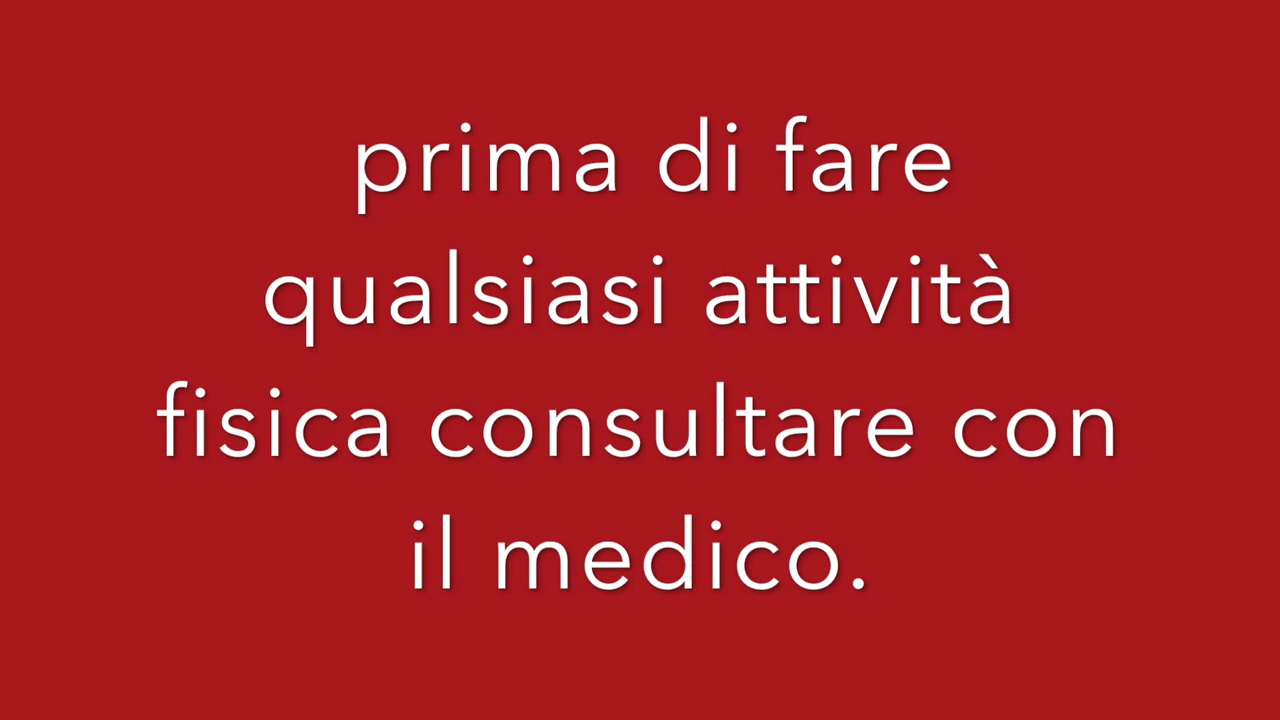 prima di fare
qualsiasi attività
fisica consultare con
il medico.